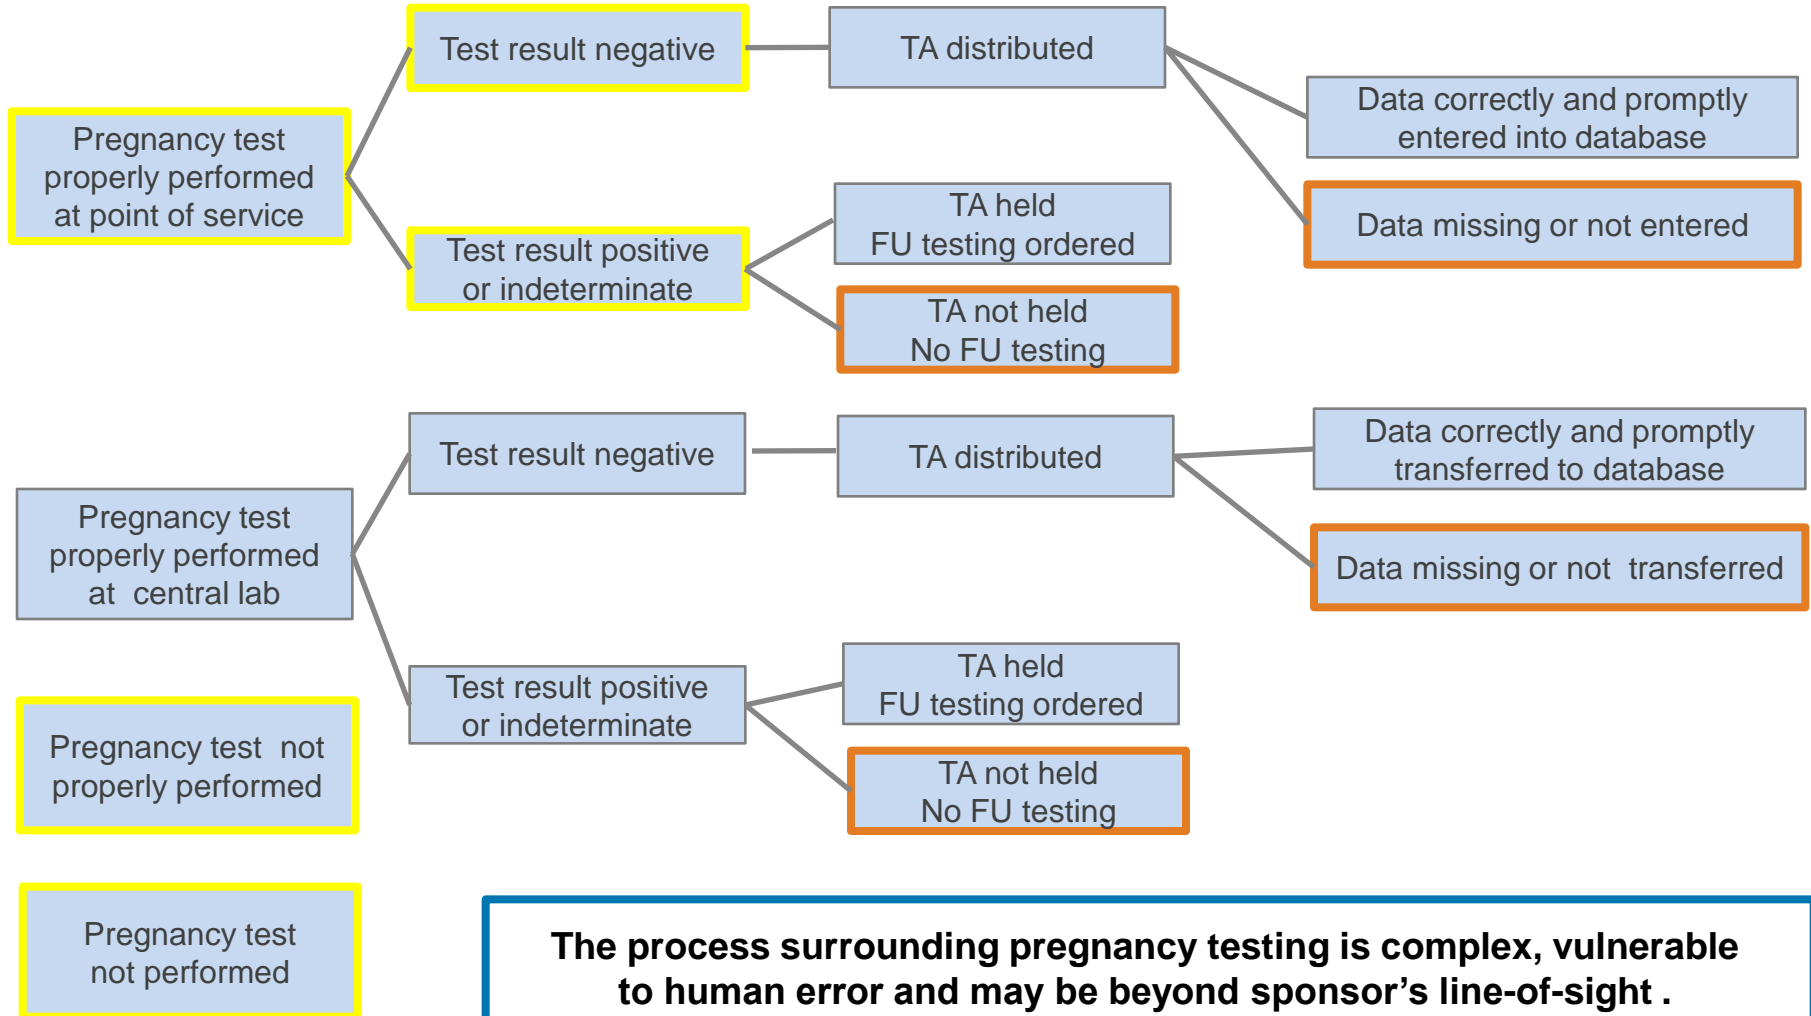 Test result negative
TA distributed
Data correctly and promptly
entered into database
Pregnancy test
properly performed
at point of service
Data missing or not entered
Test result positive
or indeterminate
TA held
FU testing ordered
TA not held
No FU testing
Test result negative
TA distributed
Data correctly and promptly
transferred to database
Pregnancy test
properly performed
at central lab
Data missing or not transferred
Test result positive
or indeterminate
TA held
FU testing ordered
TA not held
No FU testing
Pregnancy test not
properly performed
Pregnancy test
not performed
The process surrounding pregnancy testing is complex, vulnerable
to human error and may be beyond sponsor’s line-of-sight .